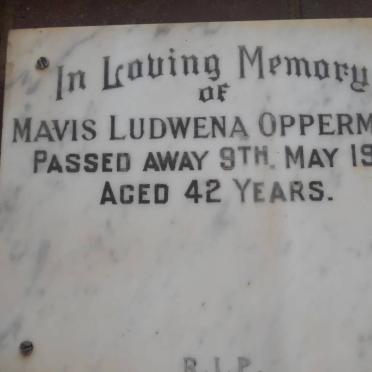 In Loving Memory
OF
MAVIS LUDWENA OPPERM
PASSED AWAY 9TH. MAY 19
AGED 42 YEARS.
R.I.P.